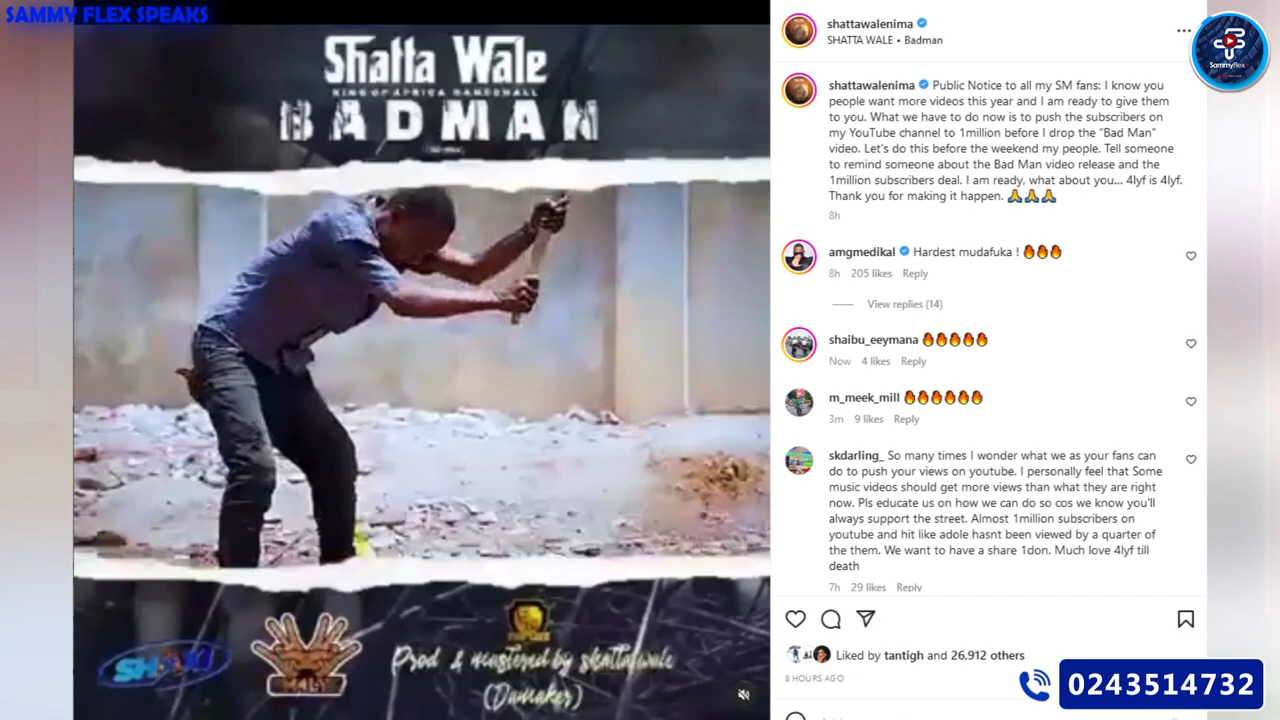 SAMMY FLEX SPEAKS
Shatta Wale
KING OF AFRICA DANCEHALL
BADMAN
Prod & mastered by shattawale
(Damaker)
shattawalenima
SHATTA WALE • Badman
SammyFlex
shattawalenima Public Notice to all my SM fans: I know you
people want more videos this year and I am ready to give them
to you. What we have to do now is to push the subscribers on
my YouTube channel to 1million before I drop the “Bad Man”
video. Let’s do this before the weekend my people. Tell someone
to remind someone about the Bad Man video release and the
1million subscribers deal. I am ready, what about you... 4lyf is 4lyf.
Thank you for making it happen. 🙏🙏🙏
8h
amgmedikal Hardest mudafuka ! 🔥🔥🔥
8h 205 likes Reply
View replies (14)
shaibu_eeymana 🔥🔥🔥🔥🔥
Now 4 likes Reply
m_meek_mill 🔥🔥🔥🔥🔥🔥
3m 9 likes Reply
skdarling_ So many times I wonder what we as your fans can
do to push your views on youtube. I personally feel that Some
music videos should get more views than what they are right
now. Pls educate us on how we can do so cos we know you'll
always support the street. Almost 1million subscribers on
youtube and hit like adole hasnt been viewed by a quarter of
the them. We want to have a share 1don. Much love 4lyf till
death
7h 29 likes Reply
Liked by tantigh and 26,912 others
8 HOURS AGO
0243514732